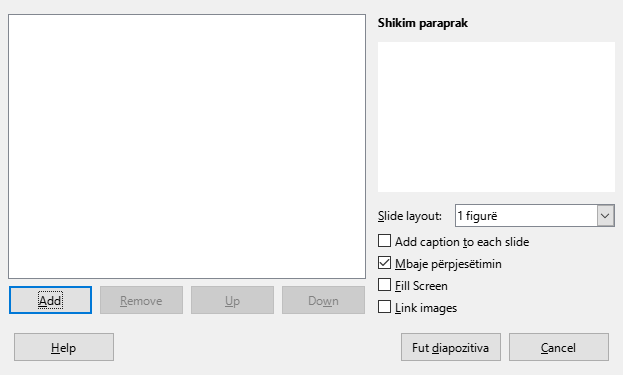 Shikim paraprak
Slide layout: 1 figurë
Add caption to each slide
Mbaje përpjesëtimin
Fill Screen
Link images
Add Remove Up Down
Help Fut diapozitiva Cancel